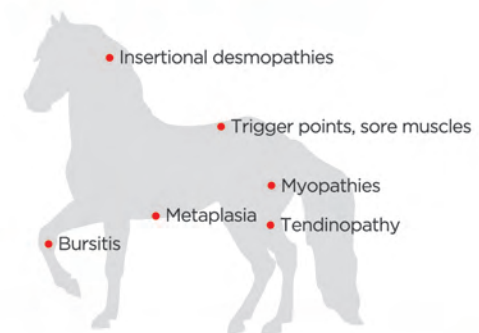 Insertional desmopathies
Trigger points, sore muscles
Myopathies
Metaplasia
Tendinopathy
Bursitis